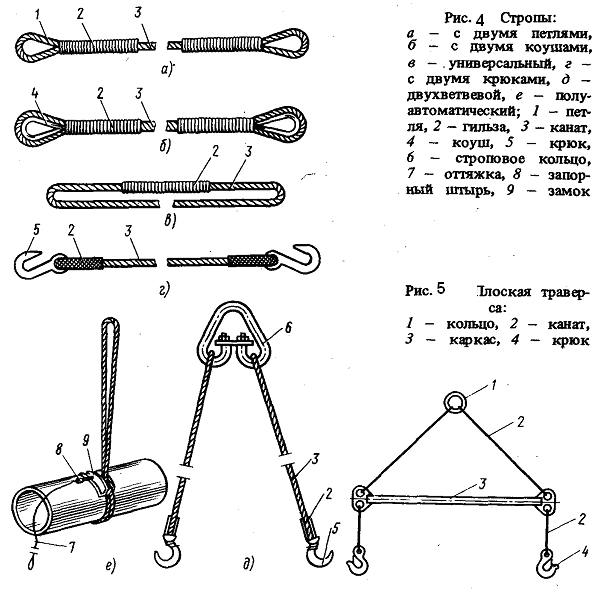 Рис. 4 Стропы:
а — с двумя петлями,
б — с двумя коушами,
в — универсальный, г —
с двумя крюками, д —
двухветвевой, е — полу-
автоматический; 1 — пет-
ля, 2 — гильза, 3 — канат,
4 — коуш, 5 — крюк,
6 — строповое кольцо,
7 — оттяжка, 8 — запор-
ный штырь, 9 — замок
1 2 3
а)
4 2 3
б)
2 3
в)
5 2 3
г)
Рис. 5 Плоская травер-
са:
1 — кольцо, 2 — канат,
3 — каркас, 4 — крюк
6
8 9
3
2
5
7
е)
д)
1
2
3
2
4